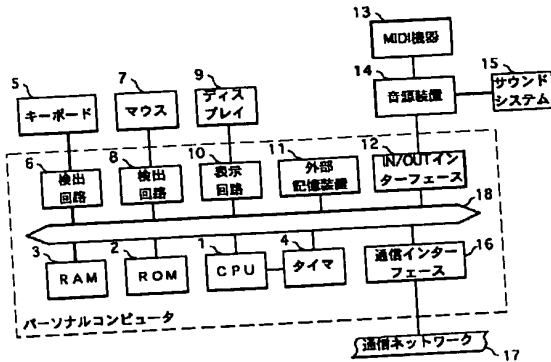 13
MIDI機器
5
キーボード
7
マウス
9
ディス
プレイ
14
音源装置
15
サウンド
システム
6
検出
回路
8
検出
回路
10
表示
回路
11
外部
記憶装置
12
IN/OUTイン
ターフェース
18
3
RAM
2
ROM
1
CPU
4
タイマ
通信インター
フェース
16
パーソナルコンピュータ
通信ネットワーク
17